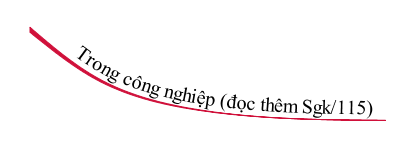 Trong công nghiệp (đọc thêm Sgk/115)